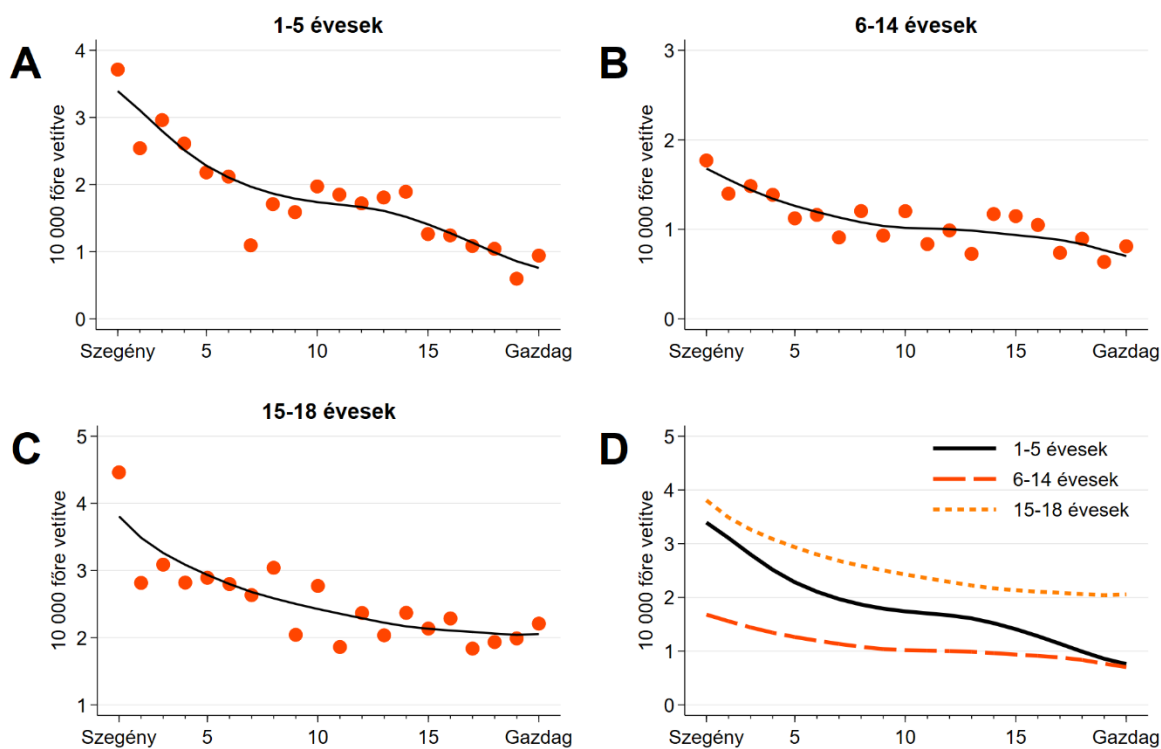 1-5 évesek
A
10 000 főre vetítve
4
3
2
1
0
Szegény 5 10 15 Gazdag
6-14 évesek
B
10 000 főre vetítve
3
2
1
0
Szegény 5 10 15 Gazdag
15-18 évesek
C
10 000 főre vetítve
5
4
3
2
1
Szegény 5 10 15 Gazdag
D
10 000 főre vetítve
5
4
3
2
1
0
1-5 évesek
6-14 évesek
15-18 évesek
Szegény 5 10 15 Gazdag